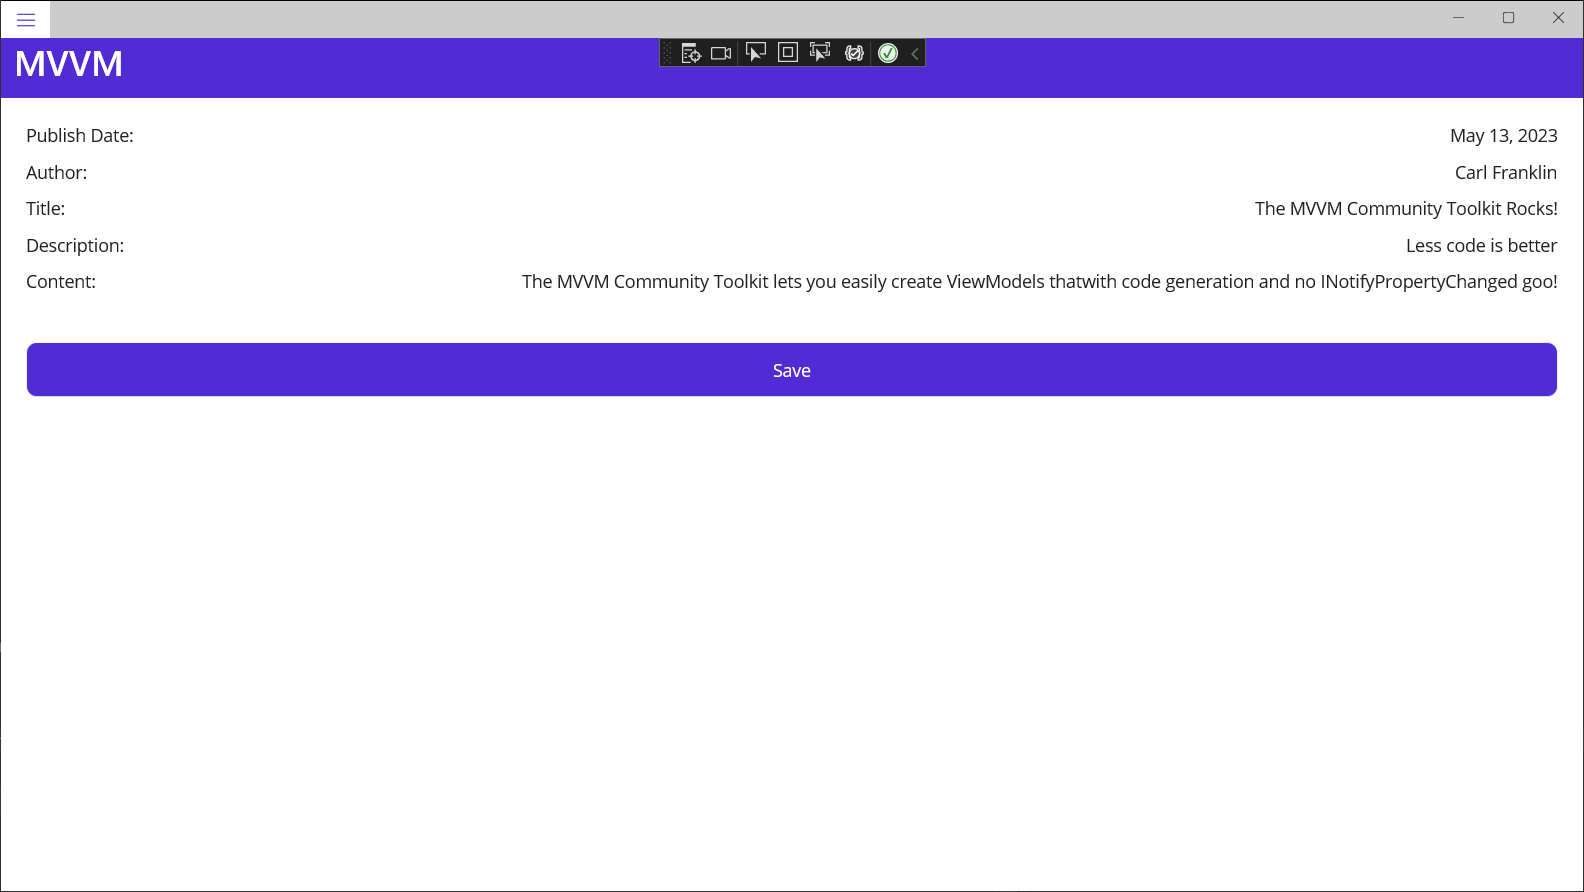 MVVM
Publish Date: May 13, 2023
Author: Carl Franklin
Title: The MVVM Community Toolkit Rocks!
Description: Less code is better
Content: The MVVM Community Toolkit lets you easily create ViewModels thatwith code generation and no INotifyPropertyChanged goo!
Save